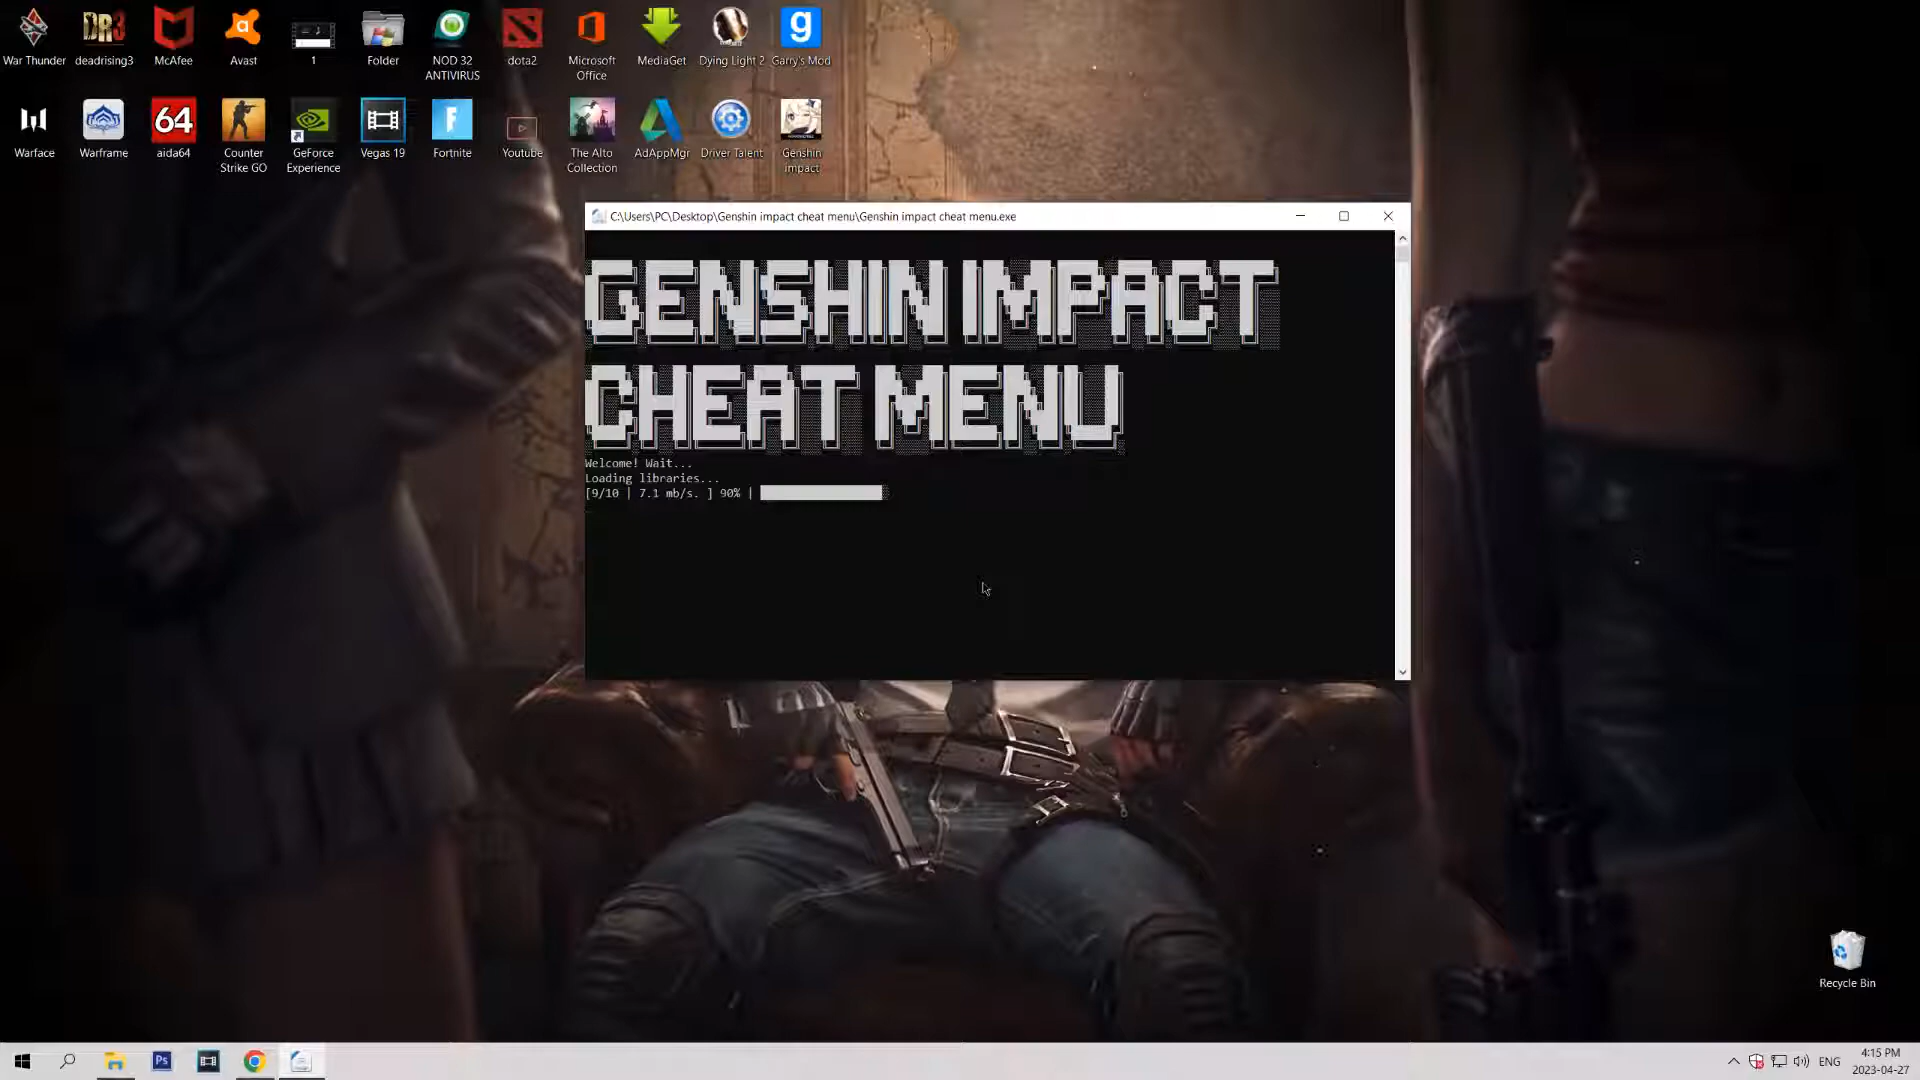 War Thunder
DR3
deadrising3
McAfee
Avast
1
Folder
NOD 32
ANTIVIRUS
dota2
Microsoft
Office
MediaGet
Dying Light 2
g
Garry's Mod
Warface
Warframe
64
aida64
Counter
Strike GO
GeForce
Experience
Vegas 19
F
Fortnite
Youtube
The Alto
Collection
AdAppMgr
Driver Talent
Genshin
impact
C:\Users\PC\Desktop\Genshin impact cheat menu\Genshin impact cheat menu.exe
GENSHIN IMPACT
CHEAT MENU
Welcome! Wait...
Loading libraries...
[9/10 | 7.1 mb/s. ] 90% |
Recycle Bin
Ps
ENG
4:15 PM
2023-04-27